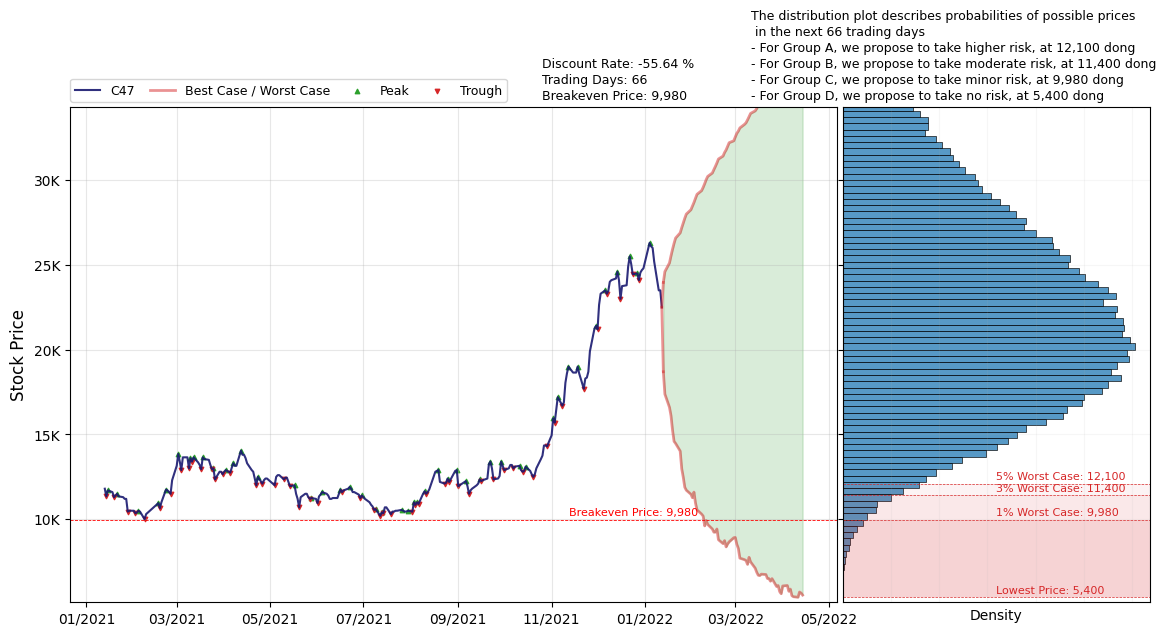 The distribution plot describes probabilities of possible prices
in the next 66 trading days
- For Group A, we propose to take higher risk, at 12,100 dong
- For Group B, we propose to take moderate risk, at 11,400 dong
- For Group C, we propose to take minor risk, at 9,980 dong
- For Group D, we propose to take no risk, at 5,400 dong
Discount Rate: -55.64 %
Trading Days: 66
Breakeven Price: 9,980
C47
Best Case / Worst Case
Peak
Trough
Stock Price
30K
25K
20K
15K
10K
Breakeven Price: 9,980
5% Worst Case: 12,100
3% Worst Case: 11,400
1% Worst Case: 9,980
Lowest Price: 5,400
01/2021
03/2021
05/2021
07/2021
09/2021
11/2021
01/2022
03/2022
05/2022
Density